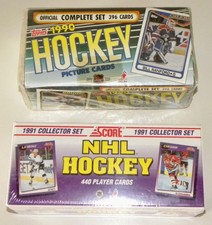 OFFICIAL COMPLETE SET 396 CARDS
1990
HOCKEY
PICTURE CARDS
1991 COLLECTOR SET
SCORE
1991 COLLECTOR SET
NHL
HOCKEY
440 PLAYER CARDS